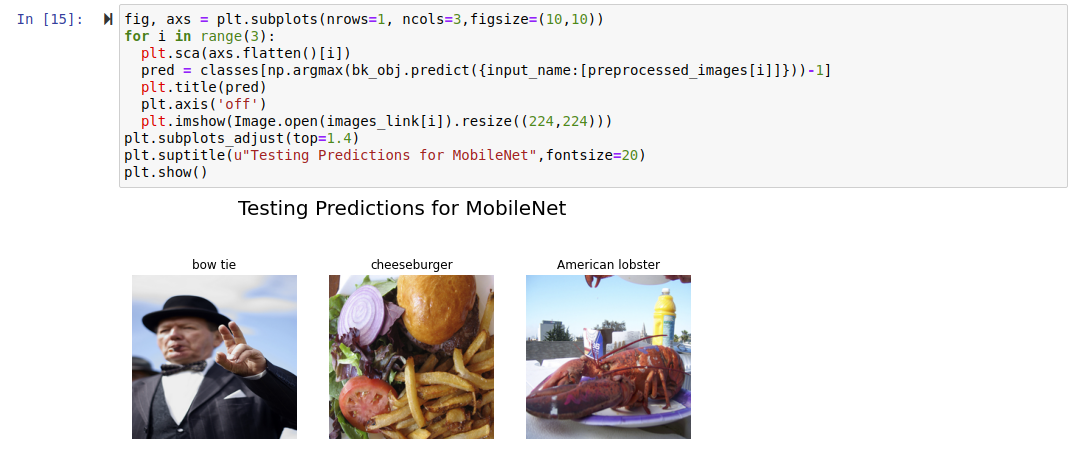 In [15]:
fig, axs = plt.subplots(nrows=1, ncols=3,figsize=(10,10))
for i in range(3):
  plt.sca(axs.flatten()[i])
  pred = classes[np.argmax(bk_obj.predict({input_name:[preprocessed_images[i]]}))-1]
  plt.title(pred)
  plt.axis('off')
  plt.imshow(Image.open(images_link[i]).resize((224,224)))
plt.subplots_adjust(top=1.4)
plt.suptitle(u"Testing Predictions for MobileNet",fontsize=20)
plt.show()
Testing Predictions for MobileNet
bow tie
cheeseburger
American lobster